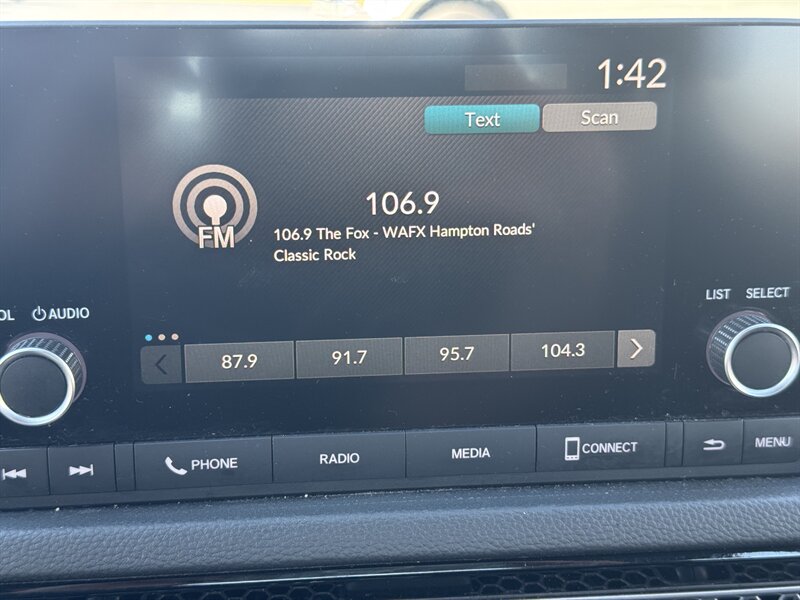 1:42
Text Scan
FM
106.9
106.9 The Fox - WAFX Hampton Roads'
Classic Rock
LIST SELECT
OL AUDIO
87.9 91.7 95.7 104.3
PHONE RADIO MEDIA CONNECT MENU